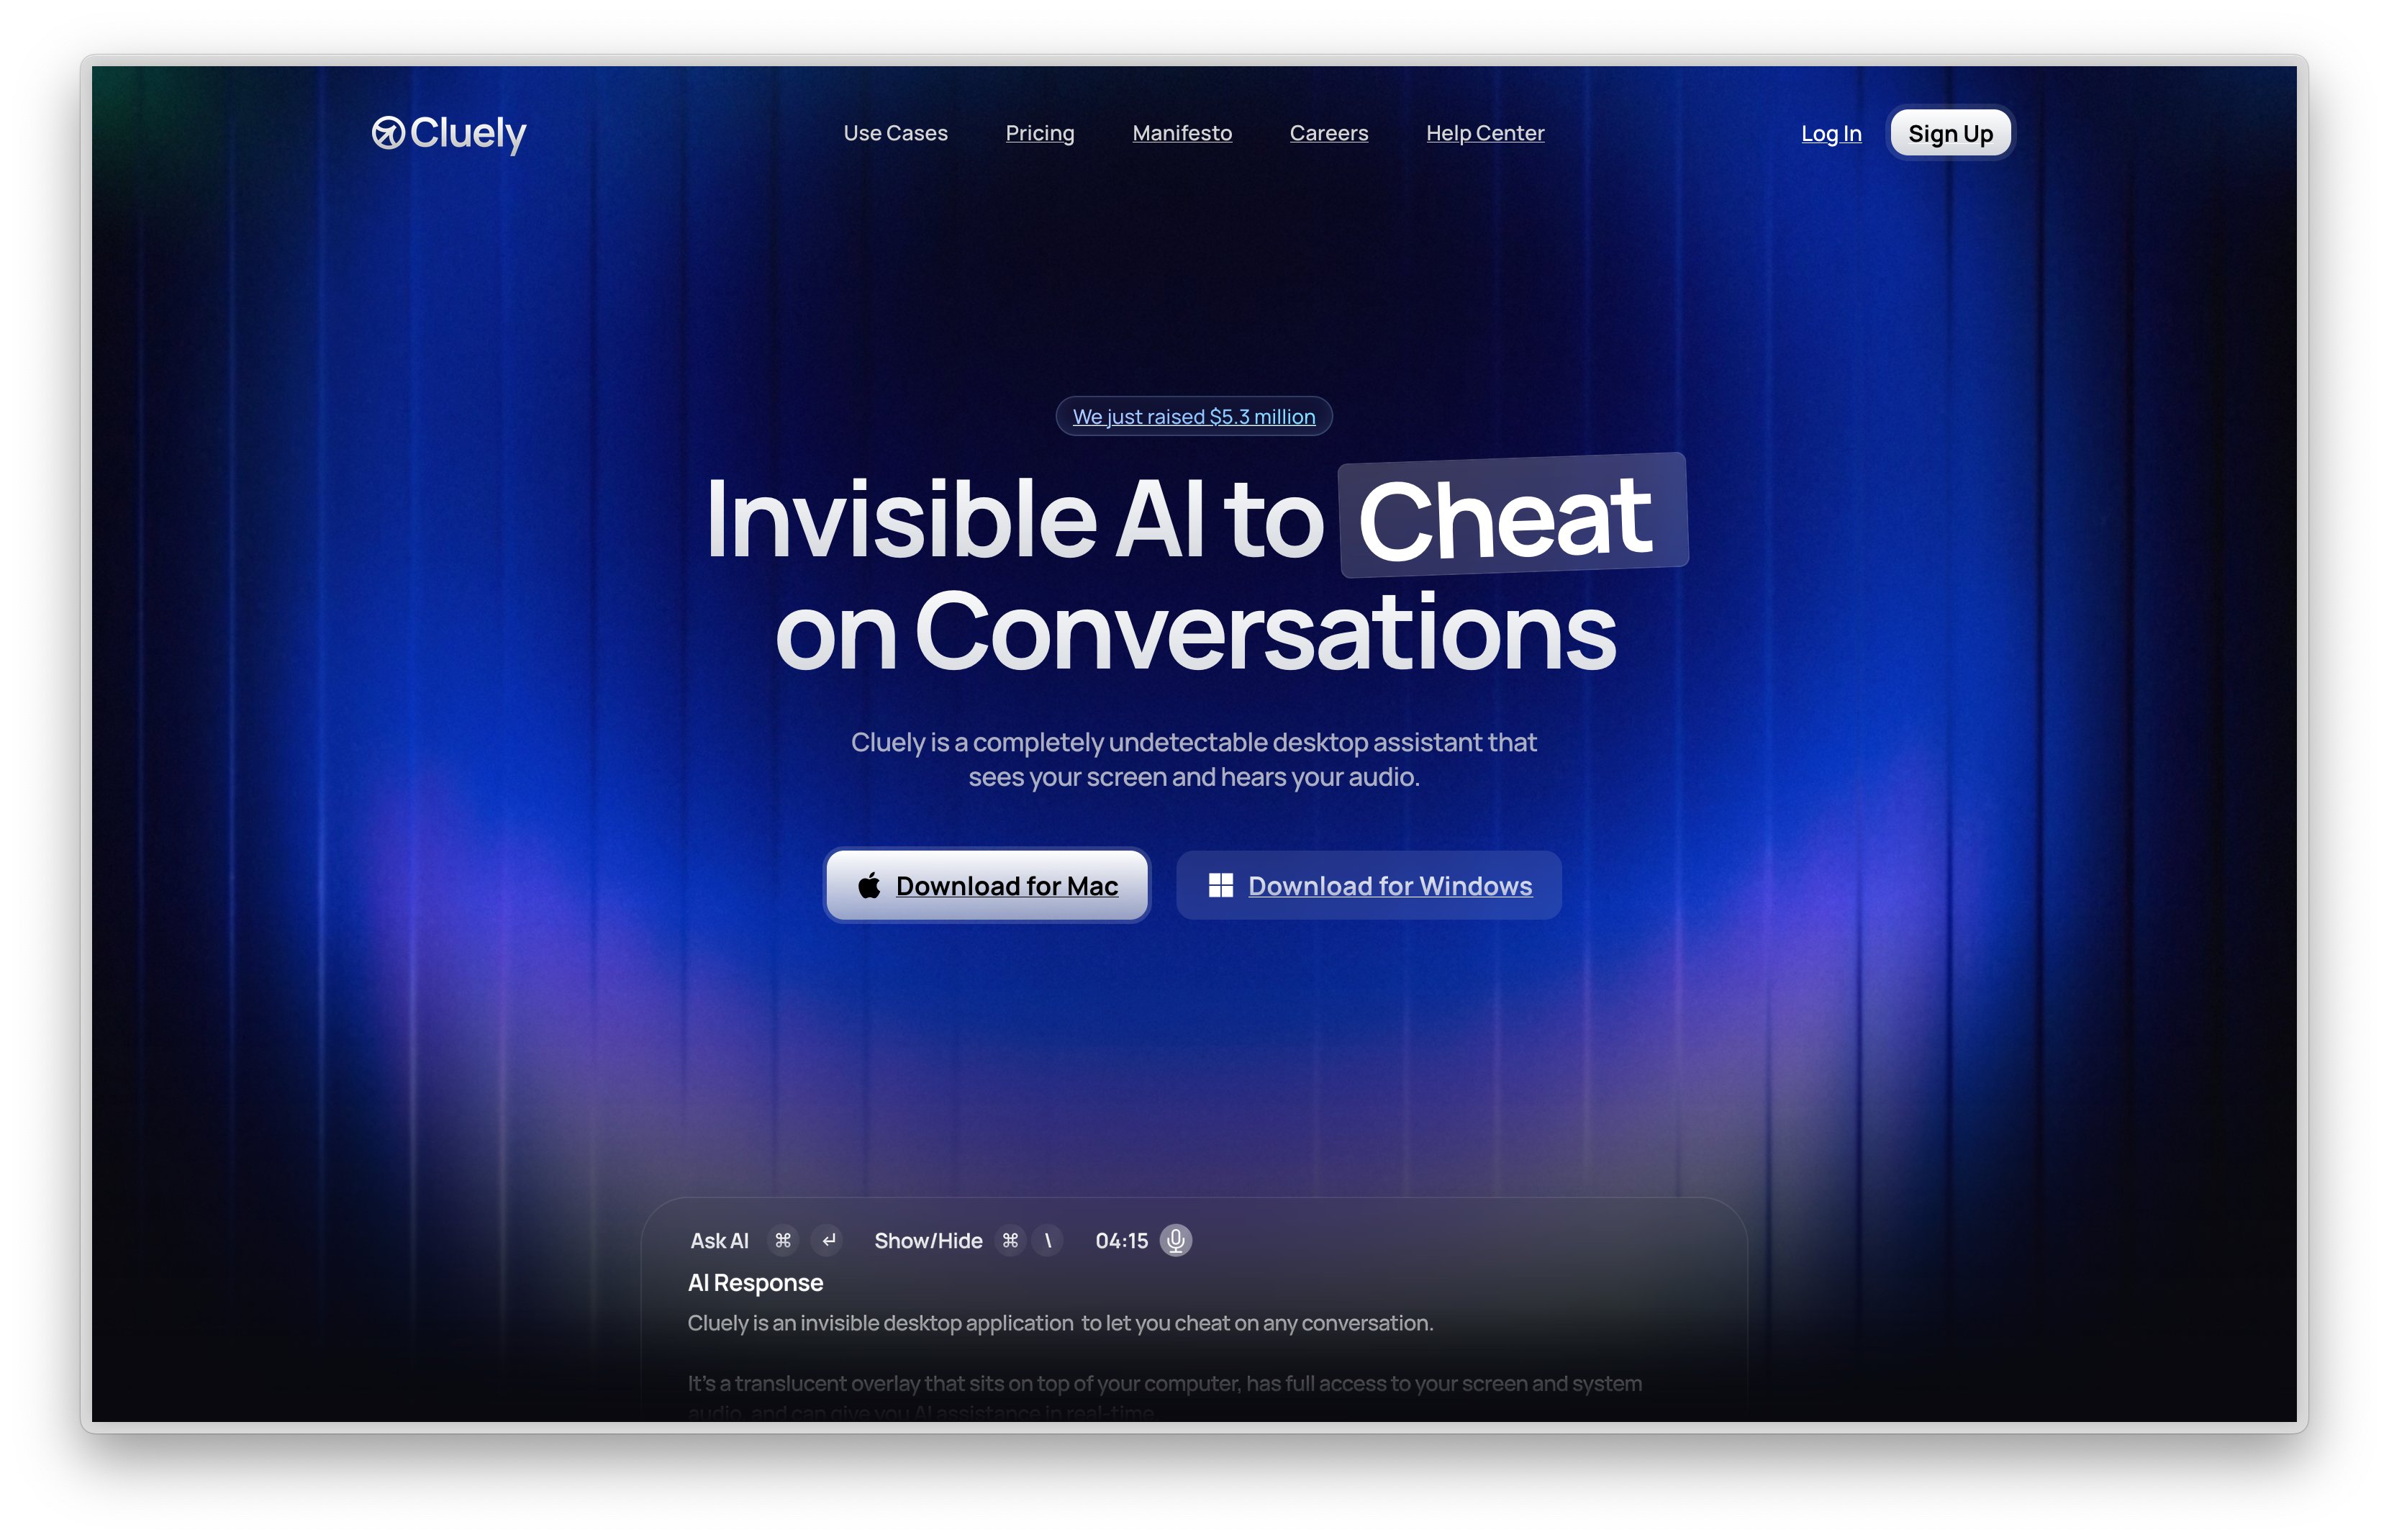 Cluely
Use Cases
Pricing
Manifesto
Careers
Help Center
Log In
Sign Up
We just raised $5.3 million
Invisible AI to Cheat
on Conversations
Cluely is a completely undetectable desktop assistant that
sees your screen and hears your audio.
Download for Mac
Download for Windows
Ask AI ⌘ ↵ Show/Hide ⌘ \ 04:15
AI Response
Cluely is an invisible desktop application to let you cheat on any conversation.
It's a translucent overlay that sits on top of your computer, has full access to your screen and system
audio, and can give you AI assistance in real-time.